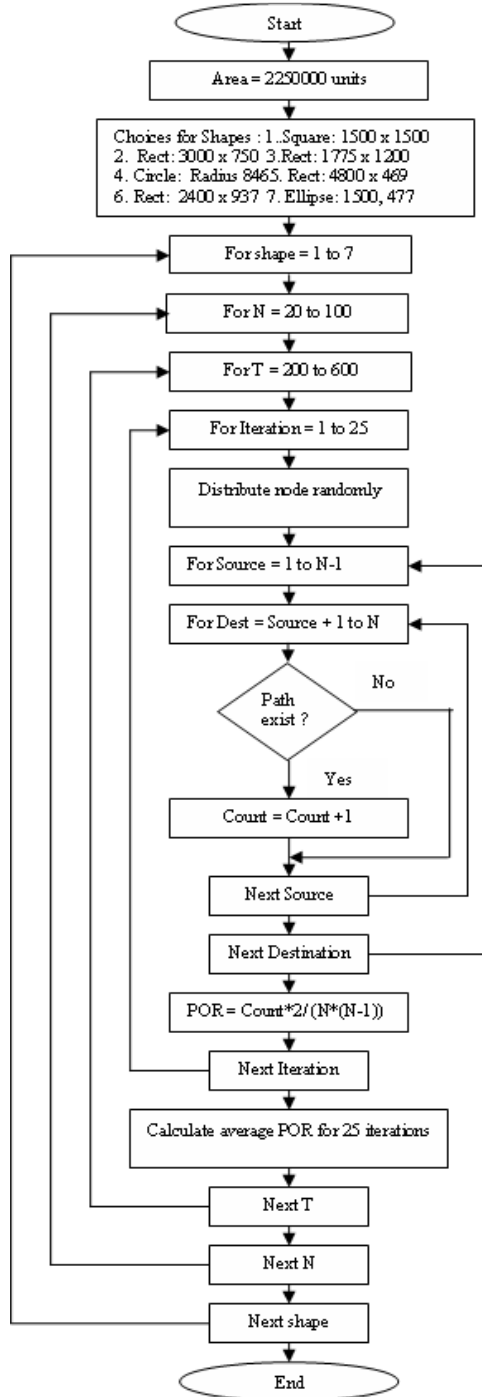 Start
Area = 2250000 units
Choices for Shapes : 1..Square: 1500 x 1500
2. Rect: 3000 x 750 3.Rect: 1775 x 1200
4. Circle: Radius 8465. Rect: 4800 x 469
6. Rect: 2400 x 937 7. Ellipse: 1500, 477
For shape = 1 to 7
For N = 20 to 100
For T = 200 to 600
For Iteration = 1 to 25
Distribute node randomly
For Source = 1 to N-1
For Dest = Source + 1 to N
Path
exist ?
No
Yes
Count = Count +1
Next Source
Next Destination
POR = Count*2/(N*(N-1))
Next Iteration
Calculate average POR for 25 iterations
Next T
Next N
Next shape
End